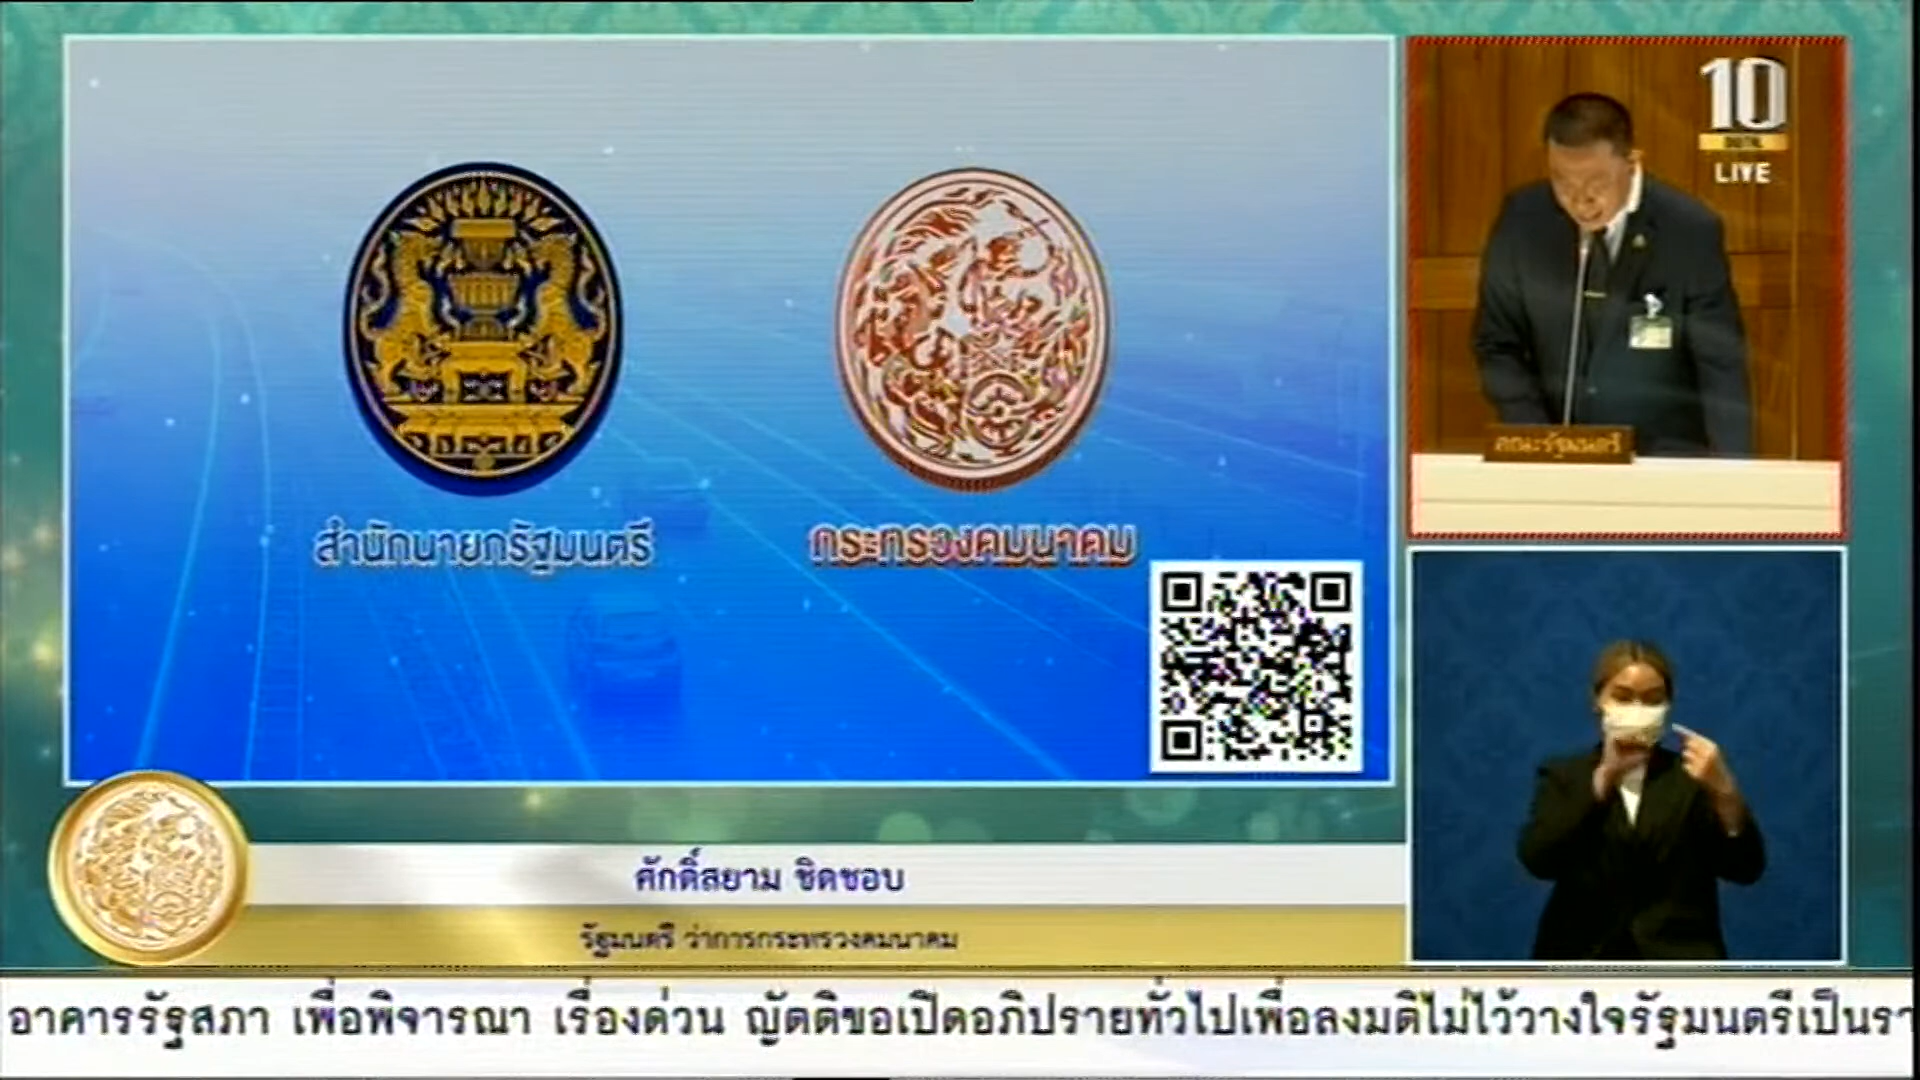 10
LIVE
คณะรัฐมนตรี
สำนักนายกรัฐมนตรี
กระทรวงคมนาคม
ศักดิ์สยาม ชิดชอบ
รัฐมนตรี ว่าการกระทรวงคมนาคม
อาคารรัฐสภา เพื่อพิจารณา เรื่องด่วน ญัตติขอเปิดอภิปรายทั่วไปเพื่อลงมติไม่ไว้วางใจรัฐมนตรีเป็นรา